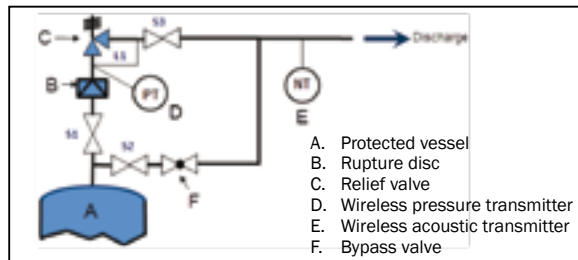 S3
C
L1
Discharge
B
PT
D
NT
E
S1
S2
A
F
A. Protected vessel
B. Rupture disc
C. Relief valve
D. Wireless pressure transmitter
E. Wireless acoustic transmitter
F. Bypass valve